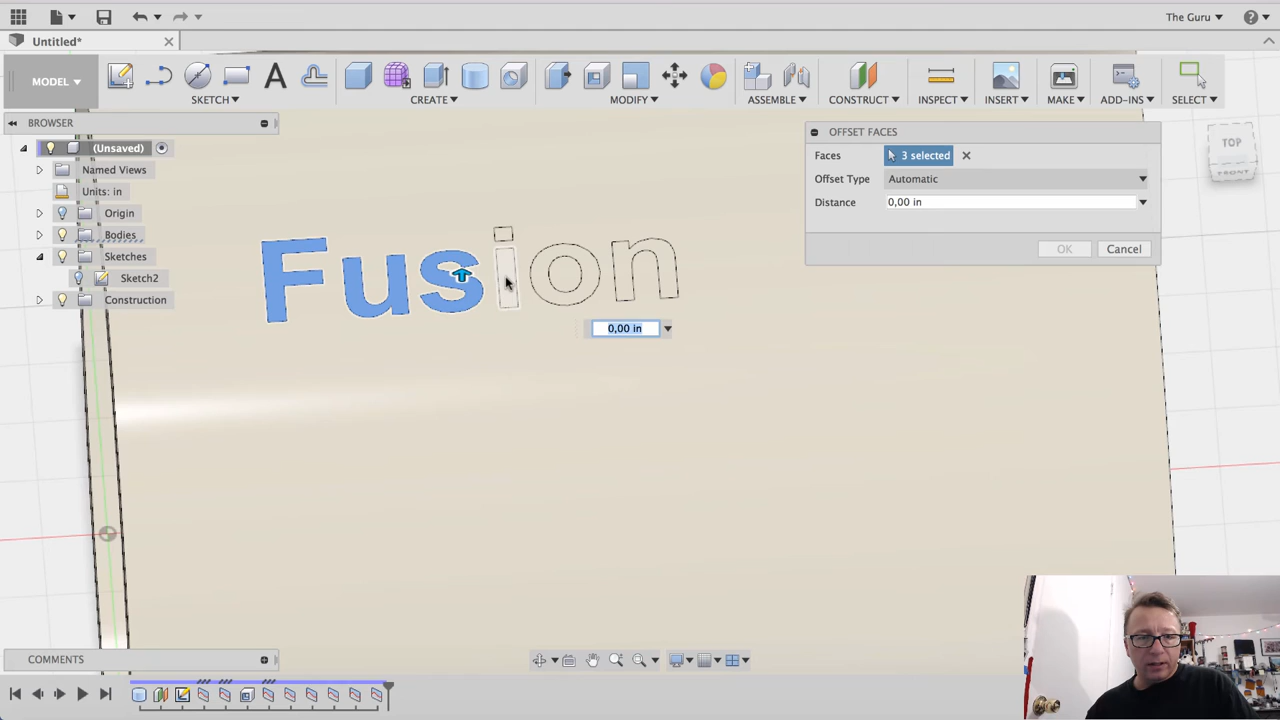 The Guru
Untitled*
MODEL
SKETCH
CREATE
MODIFY
ASSEMBLE
CONSTRUCT
INSPECT
INSERT
MAKE
ADD-INS
SELECT
BROWSER
(Unsaved)
Named Views
Units: in
Origin
Bodies
Sketches
Sketch2
Construction
OFFSET FACES
Faces
3 selected
Offset Type
Automatic
Distance
0,00 in
OK
Cancel
TOP
FRONT
Fusion
0,00 in
COMMENTS